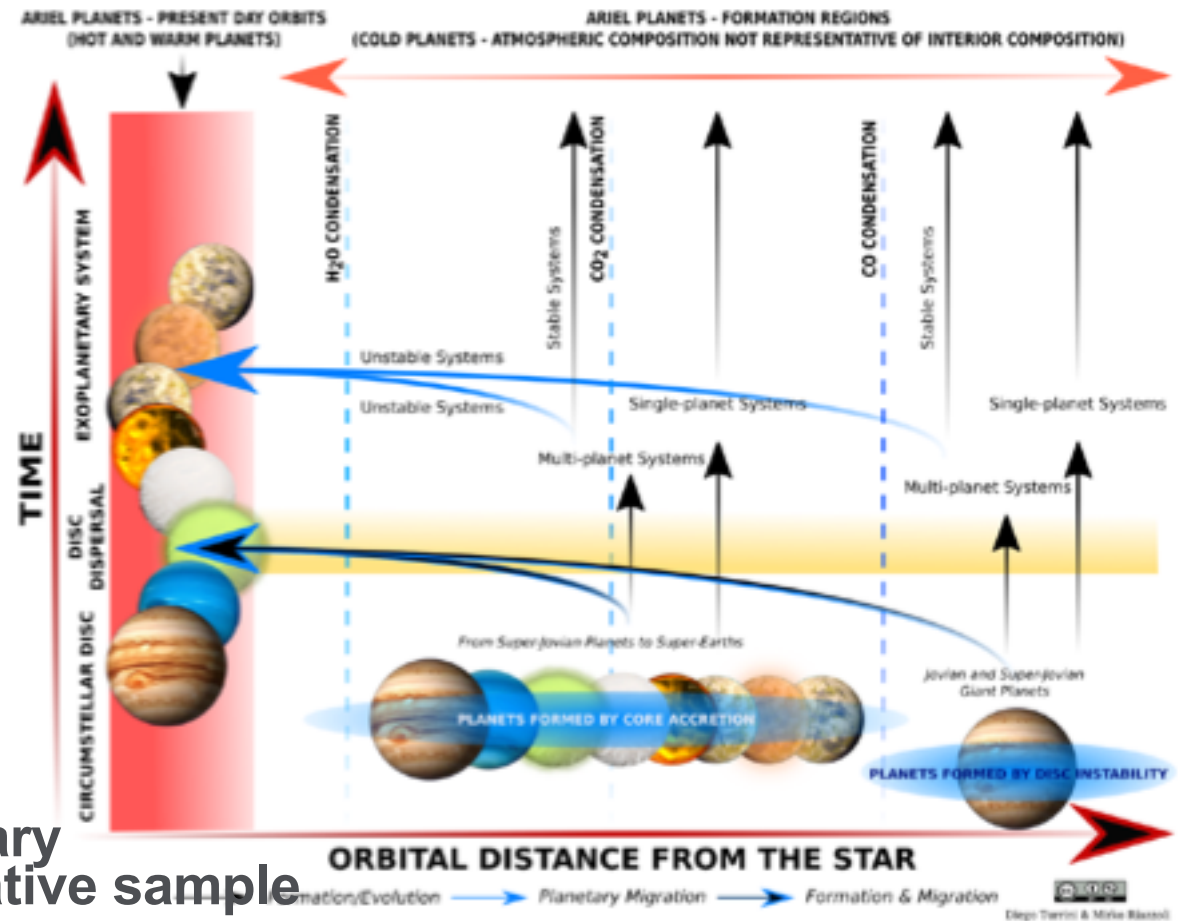 ARIEL PLANETS - PRESENT DAY ORBITS
(HOT AND WARM PLANETS)
ARIEL PLANETS - FORMATION REGIONS
(COLD PLANETS - ATMOSPHERIC COMPOSITION NOT REPRESENTATIVE OF INTERIOR COMPOSITION)
TIME
CIRCUMSTELLAR DISC
DISC
DISPERSAL
EXOPLANETARY SYSTEM
H2O CONDENSATION
CO2 CONDENSATION
CO CONDENSATION
Stable Systems
Stable Systems
Unstable Systems
Unstable Systems
Single-planet Systems
Single-planet Systems
Multi-planet Systems
Multi-planet Systems
From Super-Jovian Planets to Super-Earths
Jovian and Super-Jovian
Giant Planets
PLANETS FORMED BY CORE ACCRETION
PLANETS FORMED BY DISC INSTABILITY
ary
ative sample
ORBITAL DISTANCE FROM THE STAR
mation/Evolution
Planetary Migration
Formation & Migration
Diego Turrini &